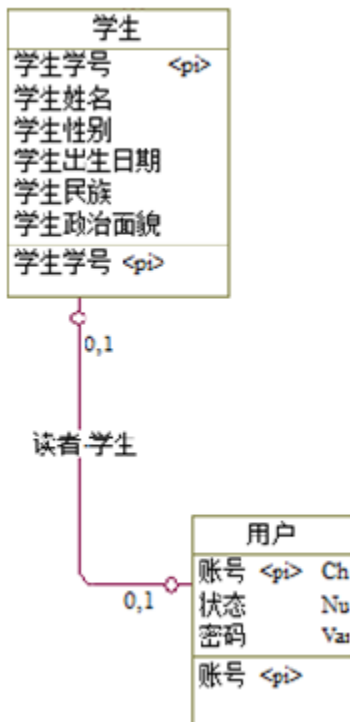 学生
学生学号 <pi>
学生姓名
学生性别
学生出生日期
学生民族
学生政治面貌
学生学号 <pi>
0,1
读者-学生
0,1
用户
账号 <pi> Ch
状态 Nu
密码 Var
账号 <pi>